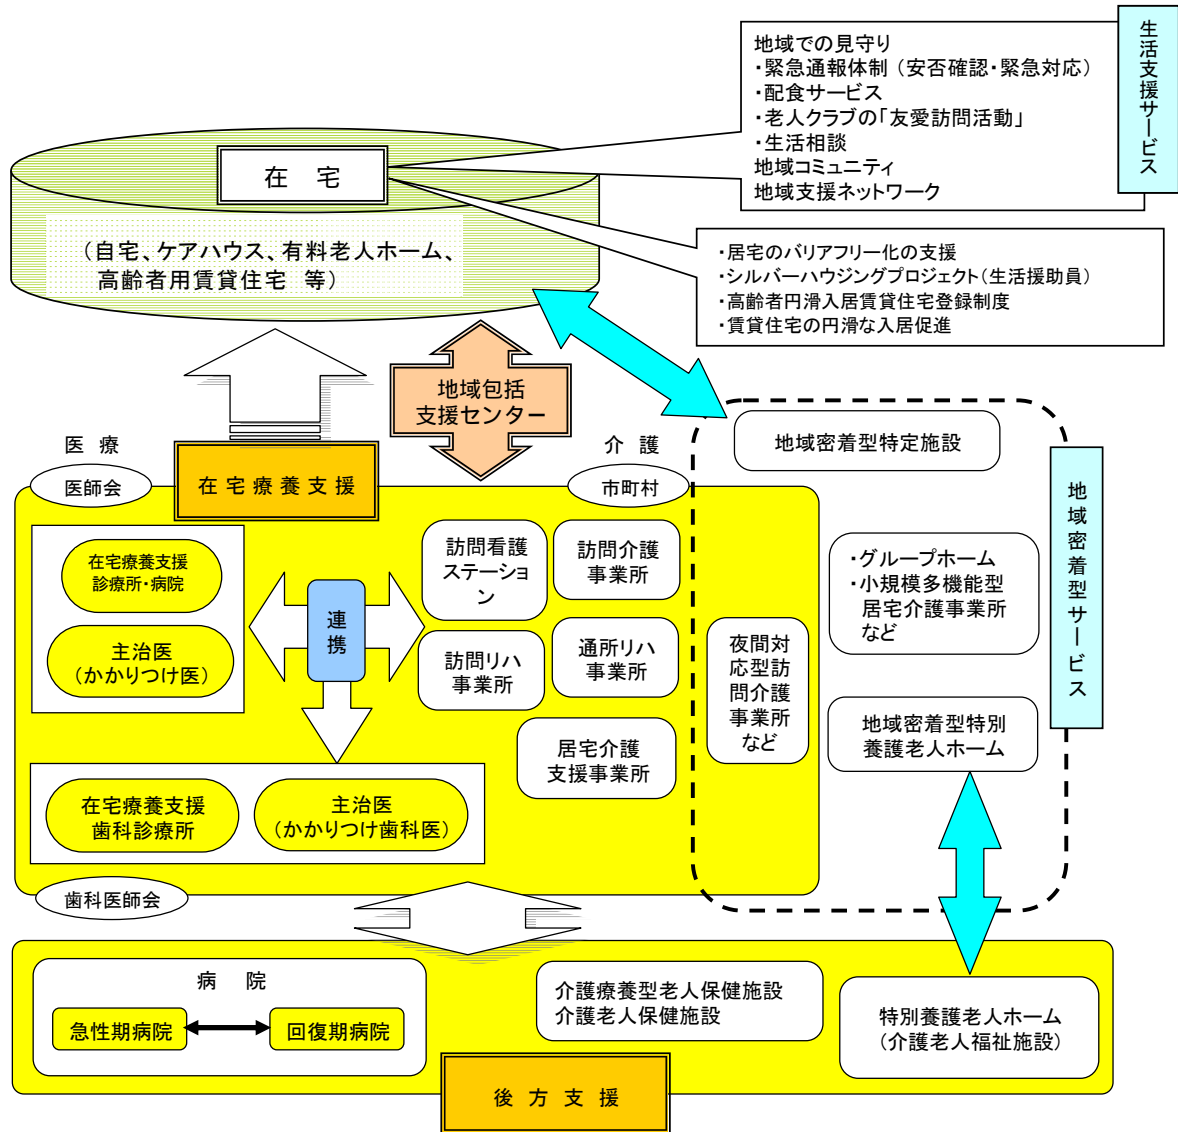 地域での見守り
・緊急通報体制(安否確認・緊急対応)
・配食サービス
・老人クラブの「友愛訪問活動」
・生活相談
地域コミュニティ
地域支援ネットワーク
生活支援サービス
在 宅
(自宅、ケアハウス、有料老人ホーム、
高齢者用賃貸住宅 等)
・居宅のバリアフリー化の支援
・シルバーハウジングプロジェクト(生活援助員)
・高齢者円滑入居賃貸住宅登録制度
・賃貸住宅の円滑な入居促進
地域包括
支援センター
医 療
医師会
在宅療養支援
介 護
市町村
在宅療養支援
診療所・病院
主治医
(かかりつけ医)
連携
訪問看護
ステーショ
ン
訪問介護
事業所
訪問リハ
事業所
通所リハ
事業所
居宅介護
支援事業所
在宅療養支援
歯科診療所
主治医
(かかりつけ歯科医)
歯科医師会
地域密着型特定施設
・グループホーム
・小規模多機能型
居宅介護事業所
など
夜間対
応型訪
問介護
事業所
など
地域密着型特別
養護老人ホーム
地域密着型サービス
病 院
急性期病院
回復期病院
介護療養型老人保健施設
介護老人保健施設
特別養護老人ホーム
(介護老人福祉施設)
後方支援